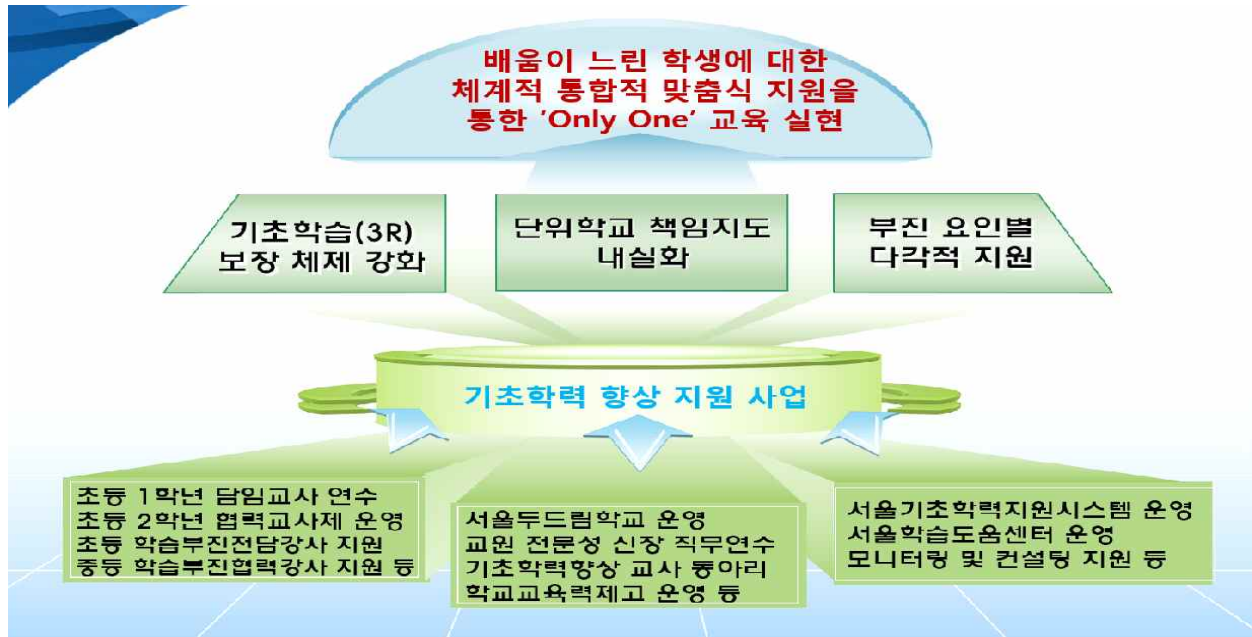 배움이 느린 학생에 대한
체계적 통합적 맞춤식 지원을
통한 'Only One' 교육 실현
기초학습(3R)
보장 체제 강화
단위학교 책임지도
내실화
부진 요인별
다각적 지원
기초학력 향상 지원 사업
초등 1학년 담임교사 연수
초등 2학년 협력교사제 운영
초등 학습부진전담강사 지원
중등 학습부진협력강사 지원 등
서울두드림학교 운영
교원 전문성 신장 직무연수
기초학력향상 교사 동아리
학교교육력제고 운영 등
서울기초학력지원시스템 운영
서울학습도움센터 운영
모니터링 및 컨설팅 지원 등